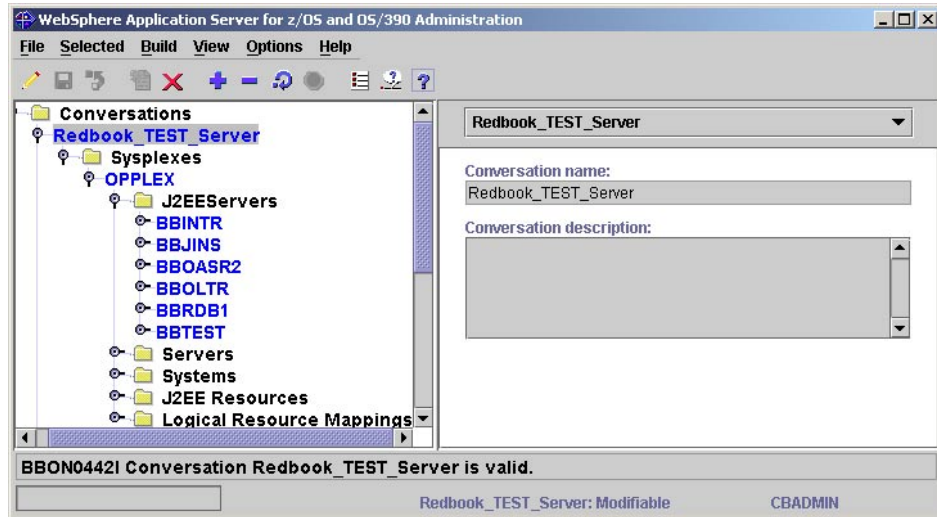 WebSphere Application Server for z/OS and OS/390 Administration
File Selected Build View Options Help
Conversations
Redbook_TEST_Server
Sysplexes
OPPLEX
J2EEServers
BBINTR
BBJINS
BBOASR2
BBOLTR
BBRDB1
BBTEST
Servers
Systems
J2EE Resources
Logical Resource Mappings
Redbook_TEST_Server
Conversation name:
Redbook_TEST_Server
Conversation description:
BBON0442I Conversation Redbook_TEST_Server is valid.
Redbook_TEST_Server: Modifiable CBADMIN